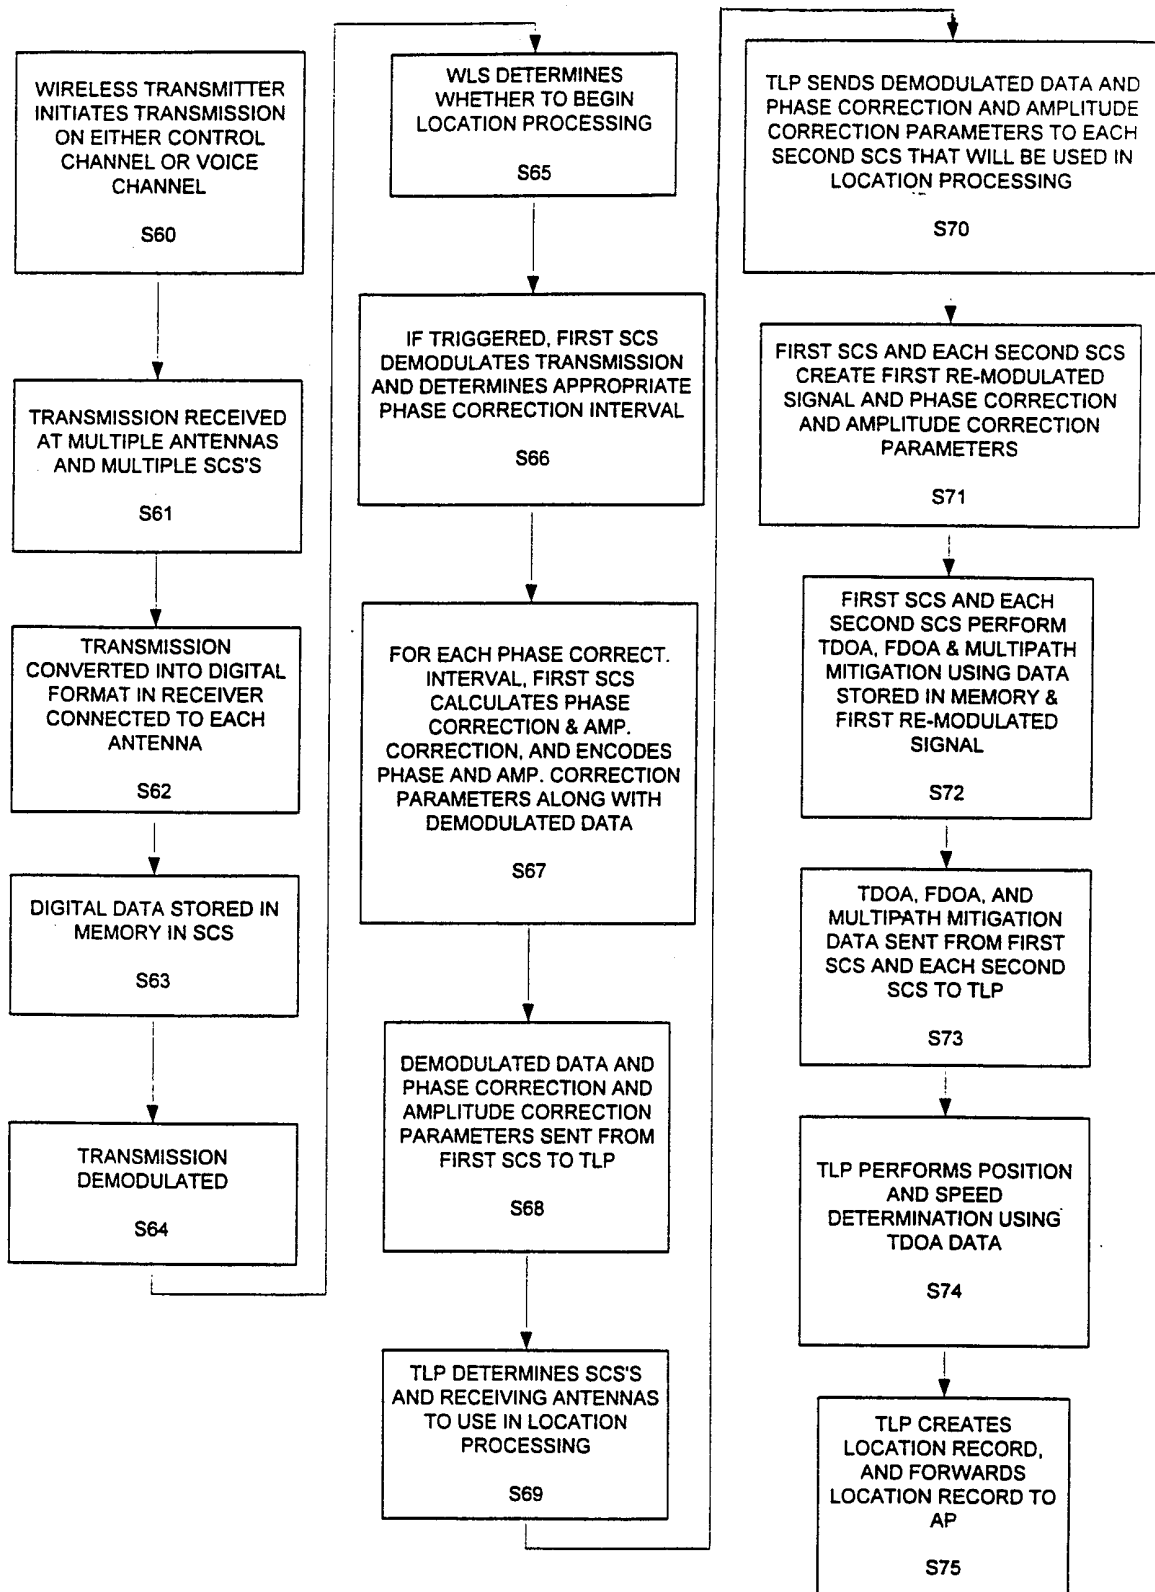 WIRELESS TRANSMITTER
INITIATES TRANSMISSION
ON EITHER CONTROL
CHANNEL OR VOICE
CHANNEL
S60
TRANSMISSION RECEIVED
AT MULTIPLE ANTENNAS
AND MULTIPLE SCS'S
S61
TRANSMISSION
CONVERTED INTO DIGITAL
FORMAT IN RECEIVER
CONNECTED TO EACH
ANTENNA
S62
DIGITAL DATA STORED IN
MEMORY IN SCS
S63
TRANSMISSION
DEMODULATED
S64
WLS DETERMINES
WHETHER TO BEGIN
LOCATION PROCESSING
S65
IF TRIGGERED, FIRST SCS
DEMODULATES TRANSMISSION
AND DETERMINES APPROPRIATE
PHASE CORRECTION INTERVAL
S66
FOR EACH PHASE CORRECT.
INTERVAL, FIRST SCS
CALCULATES PHASE
CORRECTION & AMP.
CORRECTION, AND ENCODES
PHASE AND AMP. CORRECTION
PARAMETERS ALONG WITH
DEMODULATED DATA
S67
DEMODULATED DATA AND
PHASE CORRECTION AND
AMPLITUDE CORRECTION
PARAMETERS SENT FROM
FIRST SCS TO TLP
S68
TLP DETERMINES SCS'S
AND RECEIVING ANTENNAS
TO USE IN LOCATION
PROCESSING
S69
TLP SENDS DEMODULATED DATA AND
PHASE CORRECTION AND AMPLITUDE
CORRECTION PARAMETERS TO EACH
SECOND SCS THAT WILL BE USED IN
LOCATION PROCESSING
S70
FIRST SCS AND EACH SECOND SCS
CREATE FIRST RE-MODULATED
SIGNAL AND PHASE CORRECTION
AND AMPLITUDE CORRECTION
PARAMETERS
S71
FIRST SCS AND EACH
SECOND SCS PERFORM
TDOA, FDOA & MULTIPATH
MITIGATION USING DATA
STORED IN MEMORY &
FIRST RE-MODULATED
SIGNAL
S72
TDOA, FDOA, AND
MULTIPATH MITIGATION
DATA SENT FROM FIRST
SCS AND EACH SECOND
SCS TO TLP
S73
TLP PERFORMS POSITION
AND SPEED
DETERMINATION USING
TDOA DATA
S74
TLP CREATES
LOCATION RECORD,
AND FORWARDS
LOCATION RECORD TO
AP
S75